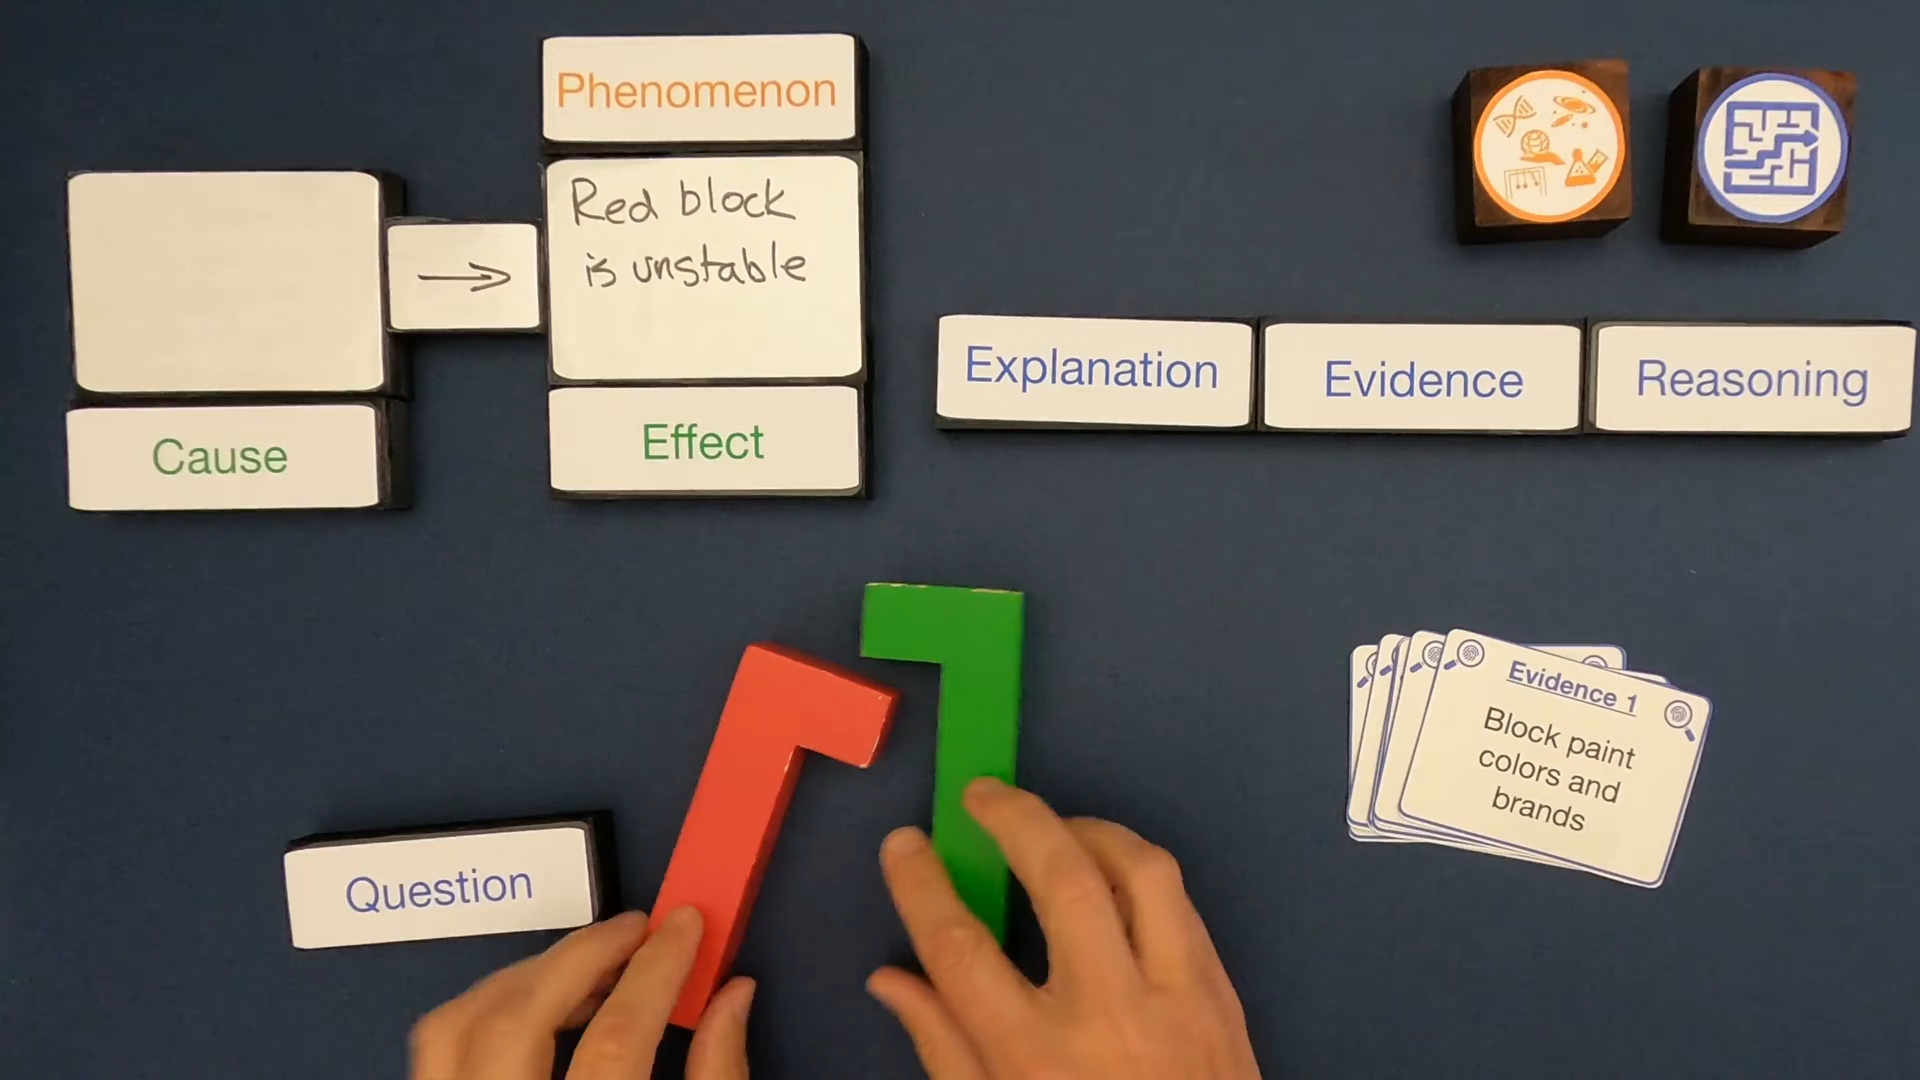 Phenomenon
Red block
is unstable
Effect
Cause
Explanation
Evidence
Reasoning
Question
Evidence 1
Block paint
colors and
brands